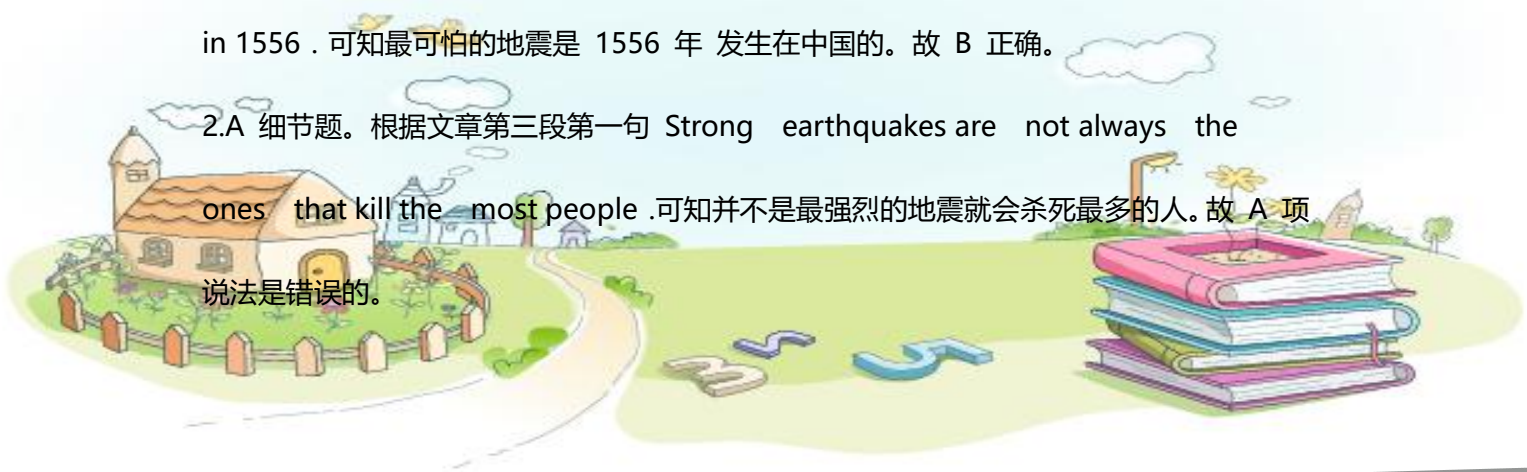 in 1556 . 可知最可怕的地震是 1556 年 发生在中国的。故 B 正确。
2.A 细节题。根据文章第三段第一句 Strong earthquakes are not always the
ones that kill the most people .可知并不是最强烈的地震就会杀死最多的人。故 A 项
说法是错误的。